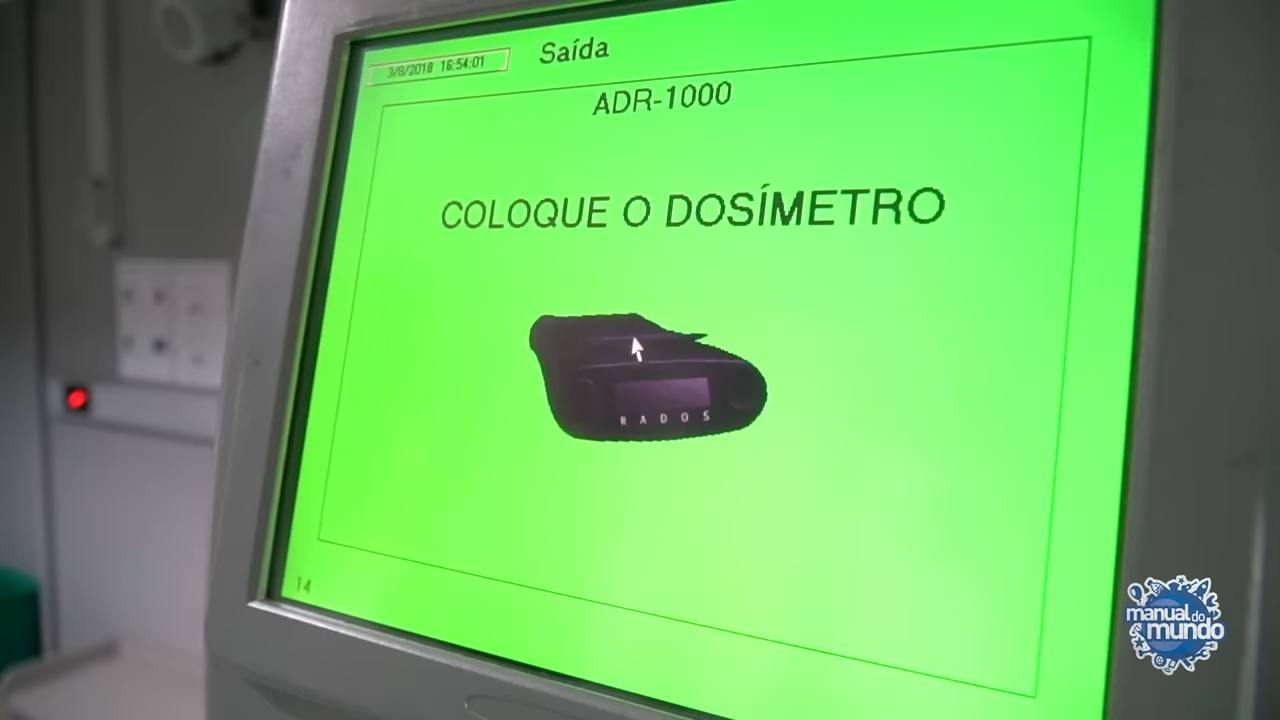 3/8/2018 16:54:01
Saída
ADR-1000
COLOQUE O DOSÍMETRO
RADOS
14
manual do mundo